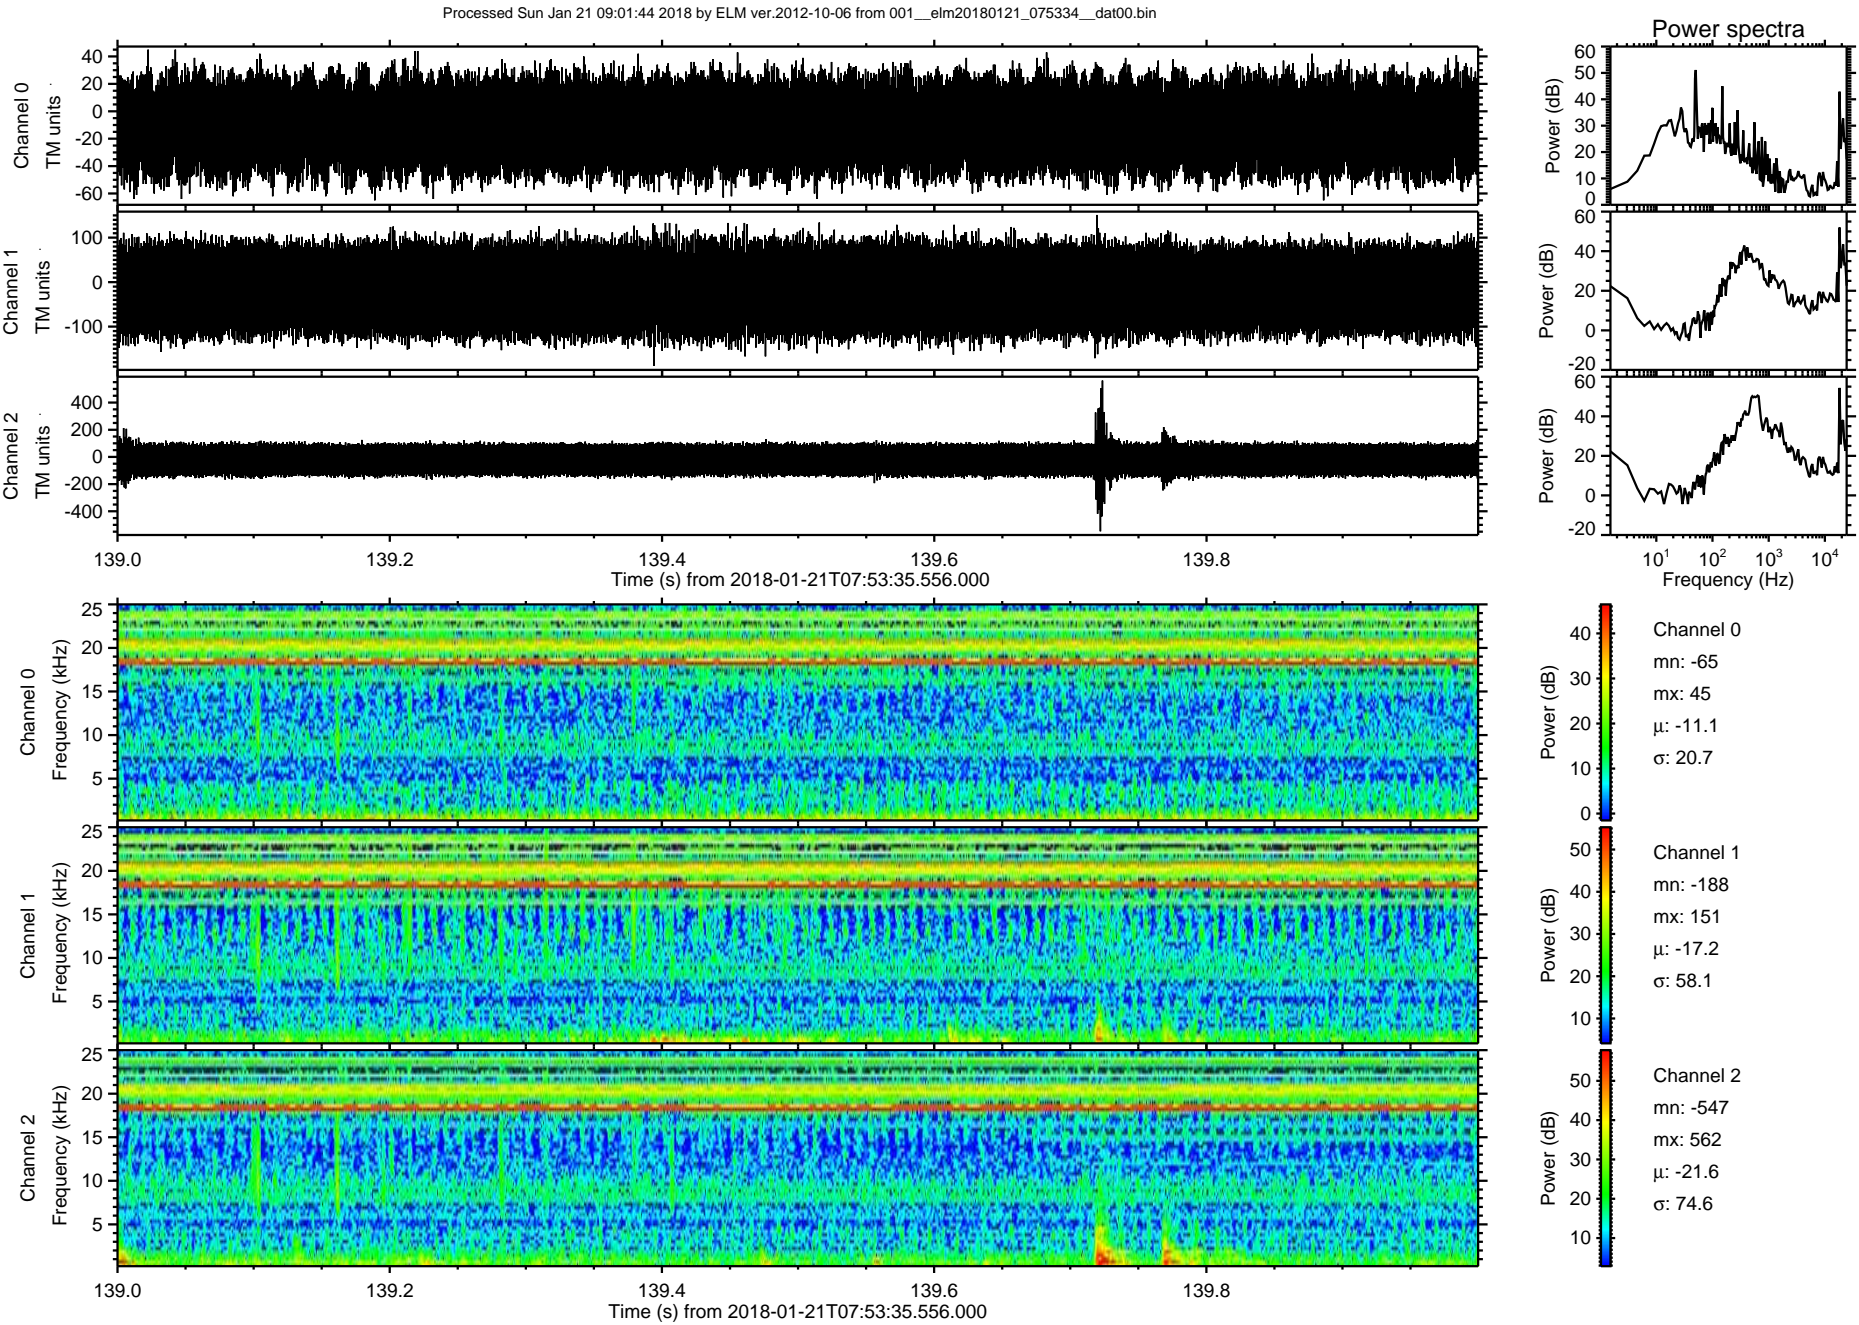 Processed Sun Jan 21 09:01:44 2018 by ELM ver.2012-10-06 from 001__elm20180121_075334__dat00.bin
Power spectra
Channel 0
TM units
40
20
0
-20
-40
-60
Power (dB)
60
50
40
30
20
10
0
Channel 1
TM units
100
0
-100
Power (dB)
60
40
20
0
-20
Channel 2
TM units
400
200
0
-200
-400
Power (dB)
60
40
20
0
-20
139.0
139.2
139.4
139.6
139.8
Time (s) from 2018-01-21T07:53:35.556.000
10¹
10²
10³
10⁴
Frequency (Hz)
Channel 0
Frequency (kHz)
25
20
15
10
5
Power (dB)
40
30
20
10
0
Channel 0
mn: -65
mx: 45
µ: -11.1
σ: 20.7
Channel 1
Frequency (kHz)
25
20
15
10
5
Power (dB)
50
40
30
20
10
Channel 1
mn: -188
mx: 151
µ: -17.2
σ: 58.1
Channel 2
Frequency (kHz)
25
20
15
10
5
Power (dB)
50
40
30
20
10
Channel 2
mn: -547
mx: 562
µ: -21.6
σ: 74.6
139.0
139.2
139.4
139.6
139.8
Time (s) from 2018-01-21T07:53:35.556.000